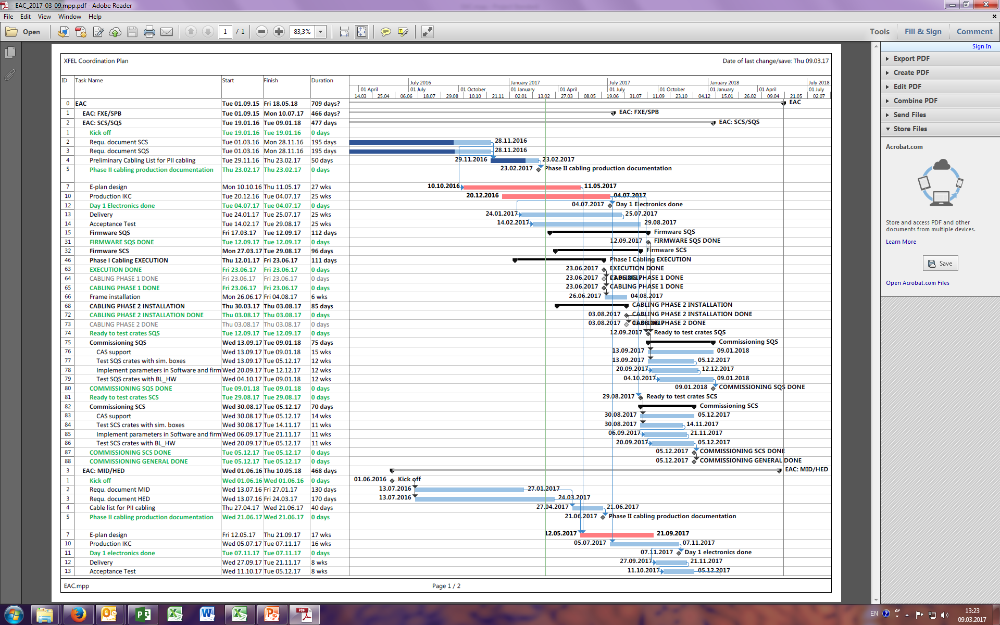 - EAC_2017-03-09.mpp.pdf - Adobe Reader
File Edit View Window Help
Open 1 / 1 83,3% Tools Fill & Sign Comment
Sign In
Export PDF
Create PDF
Edit PDF
Combine PDF
Send Files
Store Files
Acrobat.com
Store and access PDF and other
documents from multiple devices.
Learn More
Save
Open Acrobat.com Files
XFEL Coordination Plan Date of last change/save: Thu 09.03.17
ID Task Name Start Finish Duration
July 2016 January 2017 July 2017 January 2018 July 2018
01 April 01 July 01 October 01 January 01 April 01 July 01 October 01 January 01 April 01 July
14.03 25.04 06.06 18.07 29.08 10.10 21.11 02.01 13.02 27.03 08.05 19.06 31.07 11.09 23.10 04.12 15.01 26.02 09.04 21.05 02.07
0 EAC Tue 01.09.15 Fri 18.05.18 709 days? EAC
1 EAC: FXE/SPB Tue 01.09.15 Mon 10.07.17 466 days? EAC: FXE/SPB
2 EAC: SCS/SQS Tue 19.01.16 Tue 09.01.18 477 days EAC: SCS/SQS
1 Kick off Tue 19.01.16 Tue 19.01.16 0 days
2 Requ. document SCS Tue 01.03.16 Mon 28.11.16 195 days 28.11.2016
3 Requ. document SQS Tue 01.03.16 Mon 28.11.16 195 days 28.11.2016
4 Preliminary Cabling List for PII cabling Tue 29.11.16 Thu 23.02.17 50 days 29.11.2016 23.02.2017
5 Phase II cabling production documentation Thu 23.02.17 Thu 23.02.17 0 days 23.02.2017 Phase II cabling production documentation
7 E-plan design Mon 10.10.16 Thu 11.05.17 27 wks 10.10.2016 11.05.2017
10 Production IKC Tue 20.12.16 Tue 04.07.17 25 wks 20.12.2016 04.07.2017
12 Day 1 Electronics done Tue 04.07.17 Tue 04.07.17 0 days 04.07.2017 Day 1 Electronics done
13 Delivery Tue 24.01.17 Tue 25.07.17 25 wks 24.01.2017 25.07.2017
14 Acceptance Test Tue 14.02.17 Tue 29.08.17 25 wks 14.02.2017 29.08.2017
15 Firmware SQS Fri 17.03.17 Tue 12.09.17 112 days Firmware SQS
31 FIRMWARE SQS DONE Tue 12.09.17 Tue 12.09.17 0 days 12.09.2017 FIRMWARE SQS DONE
32 Firmware SCS Mon 27.03.17 Tue 29.08.17 96 days Firmware SCS
46 Phase I Cabling EXECUTION Thu 12.01.17 Fri 23.06.17 111 days Phase I Cabling EXECUTION
63 EXECUTION DONE Fri 23.06.17 Fri 23.06.17 0 days 23.06.2017 EXECUTION DONE
64 CABLING PHASE 1 DONE Fri 23.06.17 Fri 23.06.17 0 days 23.06.2017 CABLING PHASE 1 DONE
65 CABLING PHASE 1 DONE Fri 23.06.17 Fri 23.06.17 0 days 23.06.2017 CABLING PHASE 1 DONE
66 Frame installation Mon 26.06.17 Fri 04.08.17 6 wks 26.06.2017 04.08.2017
68 CABLING PHASE 2 INSTALLATION Thu 30.03.17 Thu 03.08.17 85 days CABLING PHASE 2 INSTALLATION
72 CABLING PHASE 2 INSTALLATION DONE Thu 03.08.17 Thu 03.08.17 0 days 03.08.2017 CABLING PHASE 2 INSTALLATION DONE
73 CABLING PHASE 2 DONE Thu 03.08.17 Thu 03.08.17 0 days 03.08.2017 CABLING PHASE 2 DONE
74 Ready to test crates SQS Tue 12.09.17 Tue 12.09.17 0 days 12.09.2017 Ready to test crates SQS
75 Commissioning SQS Wed 13.09.17 Tue 09.01.18 75 days Commissioning SQS
76 CAS support Wed 13.09.17 Tue 09.01.18 15 wks 13.09.2017 09.01.2018
77 Test SQS crates with sim. boxes Wed 13.09.17 Tue 05.12.17 12 wks 13.09.2017 05.12.2017
78 Implement parameters in Software and firm Wed 20.09.17 Tue 12.12.17 12 wks 20.09.2017 12.12.2017
79 Test SQS crates with BL_HW Wed 04.10.17 Tue 09.01.18 12 wks 04.10.2017 09.01.2018
80 COMMISSIONING SQS DONE Tue 09.01.18 Tue 09.01.18 0 days 09.01.2018 COMMISSIONING SQS DONE
81 Ready to test crates SCS Tue 29.08.17 Tue 29.08.17 0 days 29.08.2017 Ready to test crates SCS
82 Commissioning SCS Wed 30.08.17 Tue 05.12.17 70 days Commissioning SCS
83 CAS support Wed 30.08.17 Tue 05.12.17 14 wks 30.08.2017 05.12.2017
84 Test SCS crates with sim. boxes Wed 30.08.17 Tue 14.11.17 11 wks 30.08.2017 14.11.2017
85 Implement parameters in Software and firm Wed 06.09.17 Tue 21.11.17 11 wks 06.09.2017 21.11.2017
86 Test SCS crates with BL_HW Wed 20.09.17 Tue 05.12.17 11 wks 20.09.2017 05.12.2017
87 COMMISSIONING SCS DONE Tue 05.12.17 Tue 05.12.17 0 days 05.12.2017 COMMISSIONING SCS DONE
88 COMMISSIONING GENERAL DONE Tue 05.12.17 Tue 05.12.17 0 days 05.12.2017 COMMISSIONING GENERAL DONE
3 EAC: MID/HED Wed 01.06.16 Thu 10.05.18 468 days EAC: MID/HED
1 Kick off Wed 01.06.16 Wed 01.06.16 0 days 01.06.2016 Kick off
2 Requ. document MID Wed 13.07.16 Fri 27.01.17 130 days 13.07.2016 27.01.2017
3 Requ. document HED Wed 13.07.16 Fri 24.03.17 170 days 13.07.2016 24.03.2017
4 Cable list for PII cabling Thu 27.04.17 Wed 21.06.17 40 days 27.04.2017 21.06.2017
5 Phase II cabling production documentation Wed 21.06.17 Wed 21.06.17 0 days 21.06.2017 Phase II cabling production documentation
7 E-plan design Fri 12.05.17 Thu 21.09.17 17 wks 12.05.2017 21.09.2017
10 Production IKC Wed 05.07.17 Tue 07.11.17 16 wks 05.07.2017 07.11.2017
11 Day 1 electronics done Tue 07.11.17 Tue 07.11.17 0 days 07.11.2017 Day 1 electronics done
12 Delivery Wed 27.09.17 Tue 21.11.17 8 wks 27.09.2017 21.11.2017
13 Acceptance Test Wed 11.10.17 Tue 05.12.17 8 wks 11.10.2017 05.12.2017
EAC.mpp Page 1 / 2
EN 13:23
09.03.2017